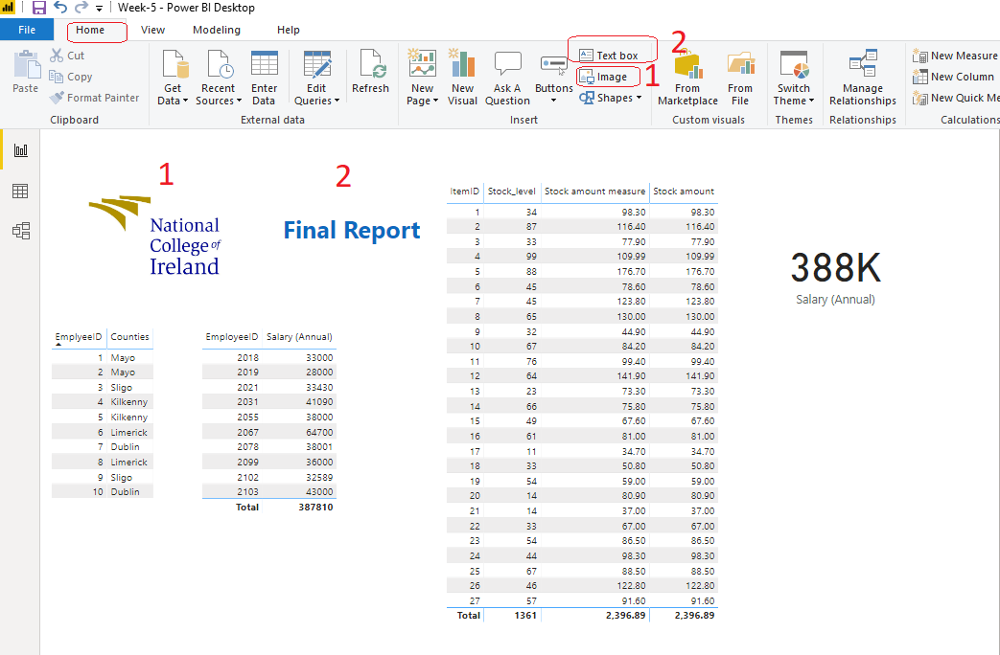 Week-5 - Power BI Desktop
File Home View Modeling Help
Paste
Cut
Copy
Format Painter
Clipboard
Get Data
Recent Sources
Enter Data
Edit Queries
Refresh
External data
New Page
New Visual
Ask A Question
Buttons
Text box
Image
Shapes
Insert
2
1
From Marketplace
From File
Custom visuals
Switch Theme
Themes
Manage Relationships
Relationships
New Measure
New Column
New Quick Me
Calculations
1
National
College of
Ireland
2
Final Report
EmplyeeID Counties
1 Mayo
2 Mayo
3 Sligo
4 Kilkenny
5 Kilkenny
6 Limerick
7 Dublin
8 Limerick
9 Sligo
10 Dublin
EmployeeID Salary (Annual)
2018 33000
2019 28000
2021 33430
2031 41090
2055 38000
2067 64700
2078 38001
2099 36000
2102 32589
2103 43000
Total 387810
ItemID Stock_level Stock amount measure Stock amount
1 34 98.30 98.30
2 87 116.40 116.40
3 33 77.90 77.90
4 99 109.99 109.99
5 88 176.70 176.70
6 45 78.60 78.60
7 45 123.80 123.80
8 65 130.00 130.00
9 32 44.90 44.90
10 67 84.20 84.20
11 76 99.40 99.40
12 64 141.90 141.90
13 23 73.30 73.30
14 66 75.80 75.80
15 49 67.60 67.60
16 61 81.00 81.00
17 11 34.70 34.70
18 33 50.80 50.80
19 54 59.00 59.00
20 14 80.90 80.90
21 14 37.00 37.00
22 33 67.00 67.00
23 54 86.50 86.50
24 44 98.30 98.30
25 67 88.50 88.50
26 46 122.80 122.80
27 57 91.60 91.60
Total 1361 2,396.89 2,396.89
388K
Salary (Annual)